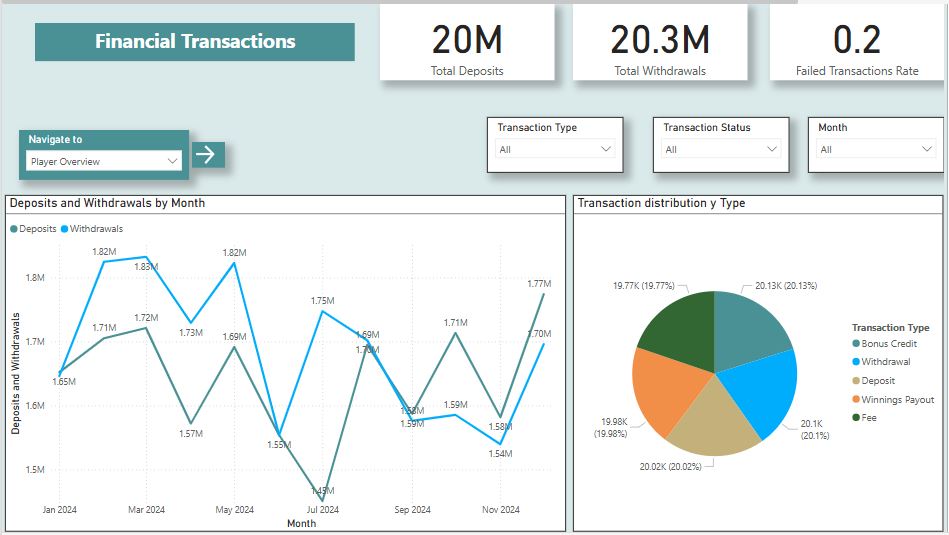 Financial Transactions
20M
Total Deposits
20.3M
Total Withdrawals
0.2
Failed Transactions Rate
Navigate to
Player Overview
Transaction Type
All
Transaction Status
All
Month
All
Deposits and Withdrawals by Month
Deposits Withdrawals
Deposits and Withdrawals
1.8M
1.7M
1.6M
1.5M
1.65M
1.82M
1.71M
1.83M
1.72M
1.73M
1.57M
1.82M
1.69M
1.55M
1.75M
1.45M
1.69M
1.70M
1.58M
1.59M
1.71M
1.59M
1.58M
1.54M
1.77M
1.70M
Jan 2024
Mar 2024
May 2024
Jul 2024
Sep 2024
Nov 2024
Month
Transaction distribution y Type
19.77K (19.77%)
20.13K (20.13%)
19.98K
(19.98%)
20.1K
(20.1%)
20.02K (20.02%)
Transaction Type
Bonus Credit
Withdrawal
Deposit
Winnings Payout
Fee